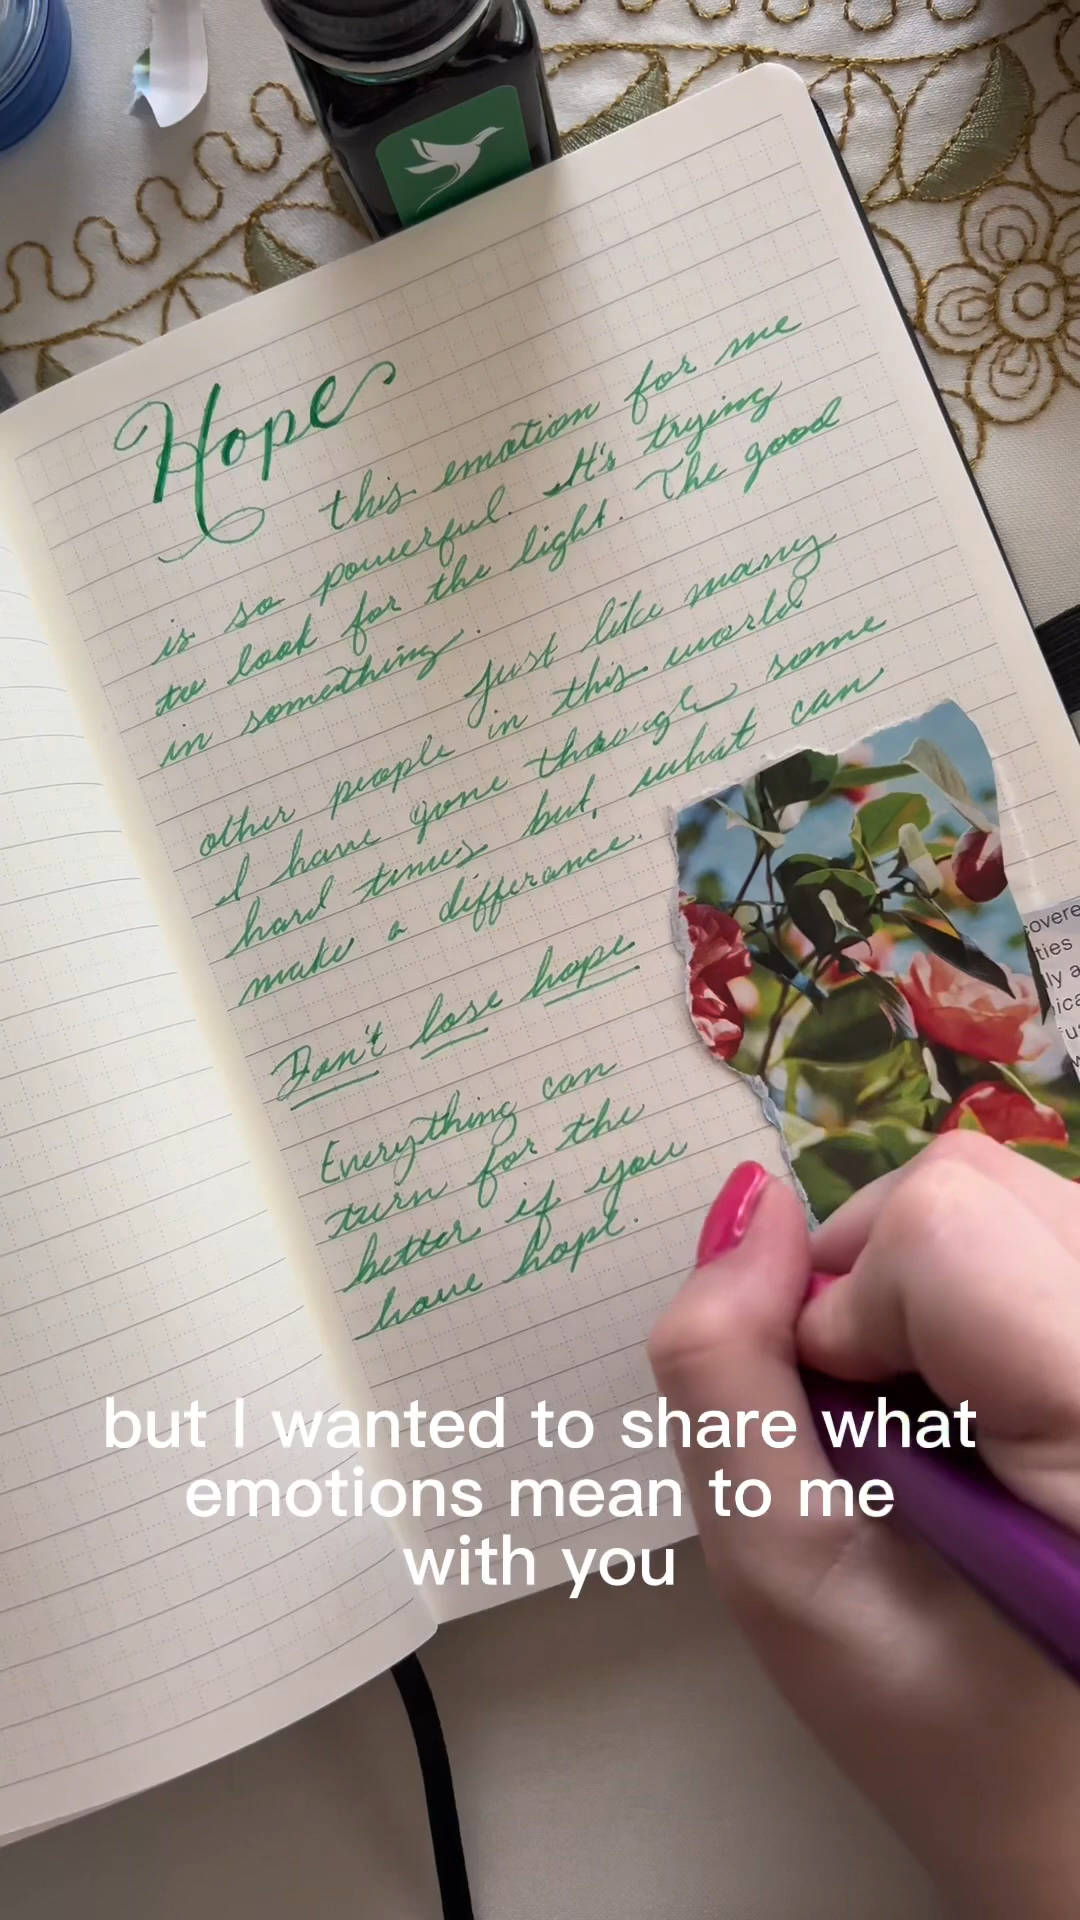 Hope
this emotion for me
is so powerful. It's trying
to look for the light. The good
in something.
Just like many
other people in this world
I have gone through some
hard times but, what can
make a differance.
Don't lose hope
Everything can
turn for the
better if you
have hope.
covere
ties
ly a
but I wanted to share what
emotions mean to me
with you